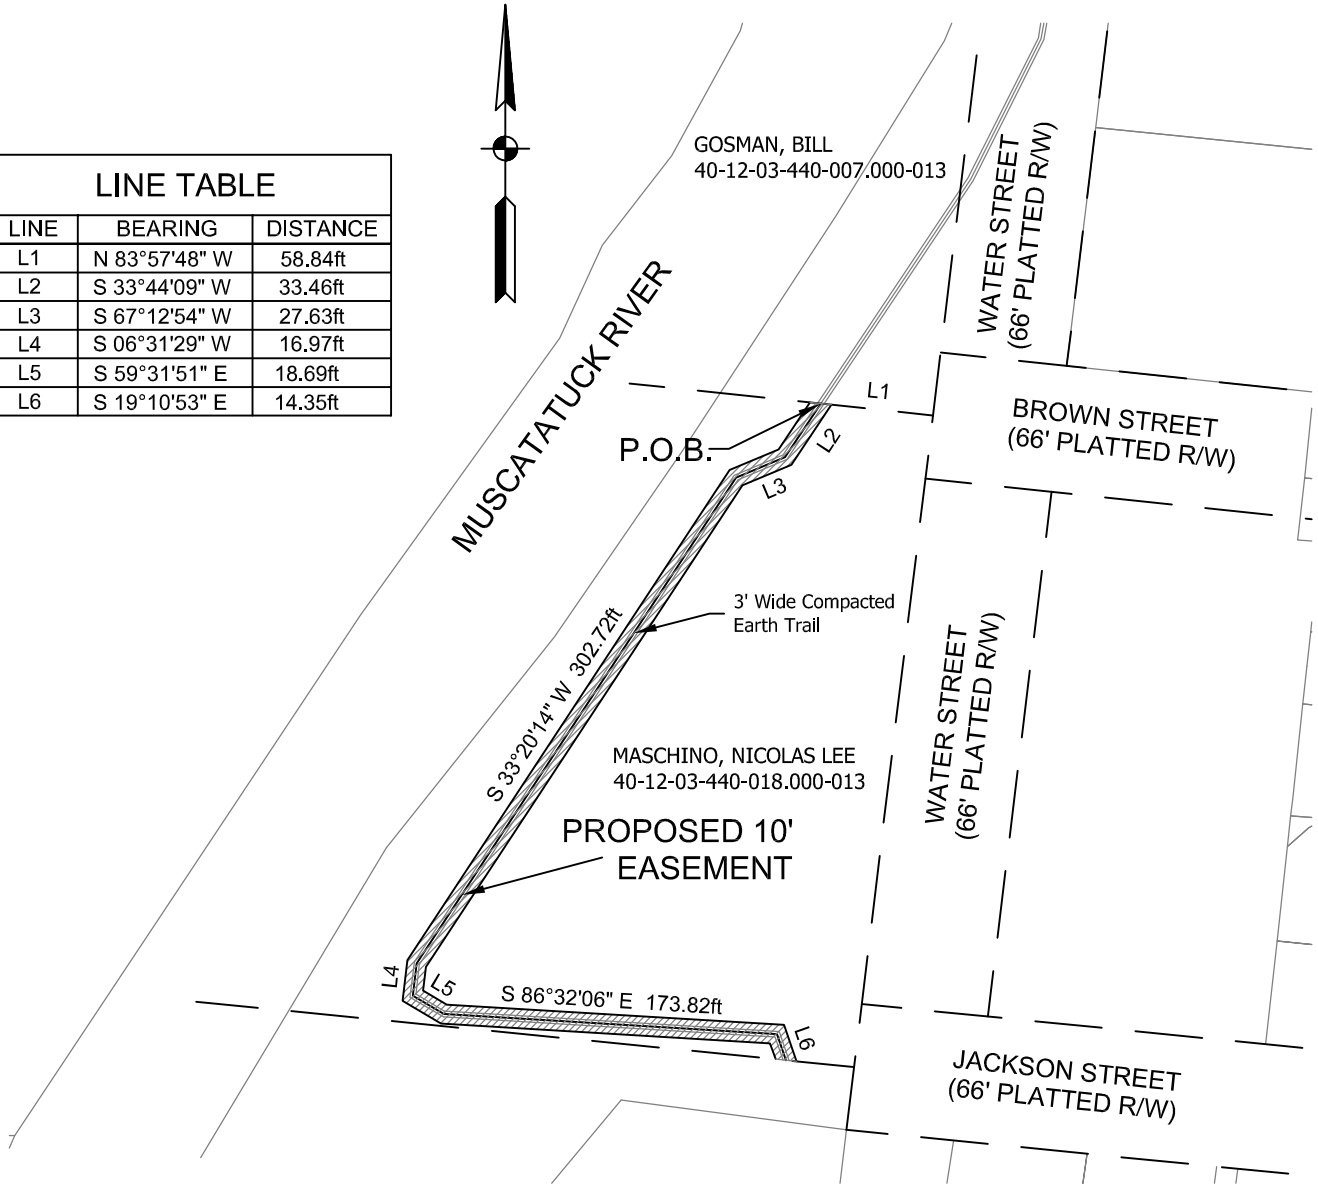 LINE TABLE
LINE BEARING DISTANCE
L1 N 83°57'48" W 58.84ft
L2 S 33°44'09" W 33.46ft
L3 S 67°12'54" W 27.63ft
L4 S 06°31'29" W 16.97ft
L5 S 59°31'51" E 18.69ft
L6 S 19°10'53" E 14.35ft
GOSMAN, BILL
40-12-03-440-007.000-013
WATER STREET
(66' PLATTED R/W)
MUSCATATUCK RIVER
L1
BROWN STREET
(66' PLATTED R/W)
P.O.B.
L2
L3
3' Wide Compacted
Earth Trail
S 33°20'14" W 302.72ft
WATER STREET
(66' PLATTED R/W)
MASCHINO, NICOLAS LEE
40-12-03-440-018.000-013
PROPOSED 10'
EASEMENT
L4
L5
S 86°32'06" E 173.82ft
L6
JACKSON STREET
(66' PLATTED R/W)